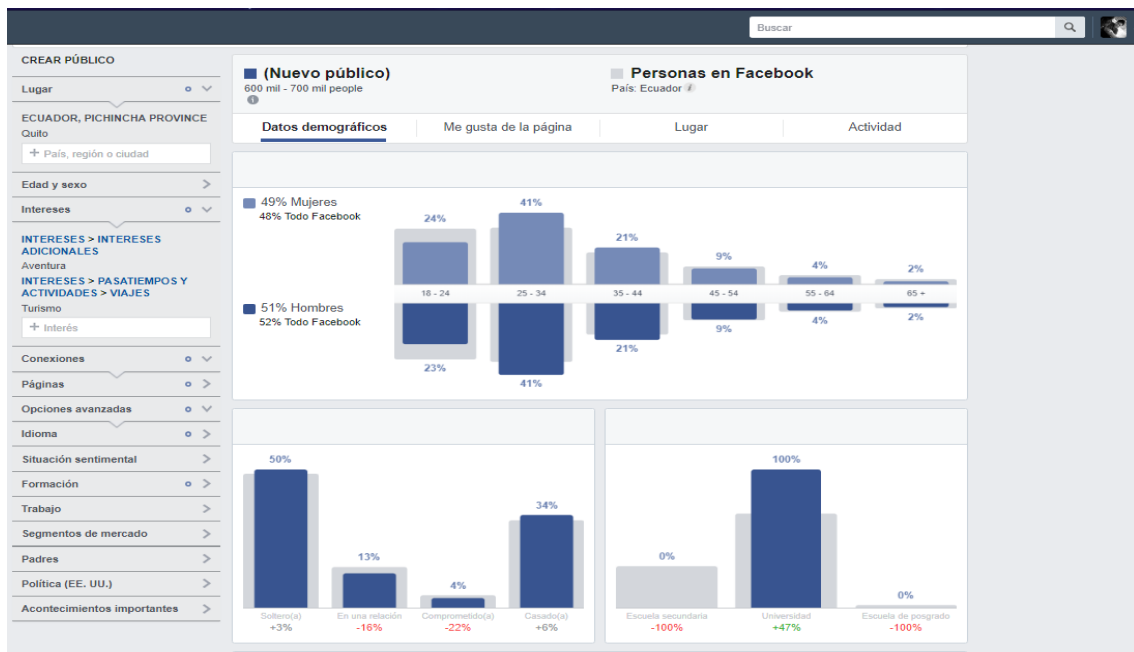 Buscar
CREAR PÚBLICO
Lugar
ECUADOR, PICHINCHA PROVINCE
Quito
+ País, región o ciudad
Edad y sexo
Intereses
INTERESES > INTERESES
ADICIONALES
Aventura
INTERESES > PASATIEMPOS Y
ACTIVIDADES > VIAJES
Turismo
+ Interés
Conexiones
Páginas
Opciones avanzadas
Idioma
Situación sentimental
Formación
Trabajo
Segmentos de mercado
Padres
Política (EE. UU.)
Acontecimientos importantes
(Nuevo público)
600 mil - 700 mil people
Personas en Facebook
País: Ecuador
Datos demográficos Me gusta de la página Lugar Actividad
49% Mujeres
48% Todo Facebook
24% 41% 21% 9% 4% 2%
18 - 24 25 - 34 35 - 44 45 - 54 55 - 64 65 +
51% Hombres
52% Todo Facebook
23% 41% 21% 9% 4% 2%
50% 13% 4% 34%
Soltero(a) En una relación Comprometido(a) Casado(a)
+3% -16% -22% +6%
0% 100% 0%
Escuela secundaria Universidad Escuela de posgrado
-100% +47% -100%